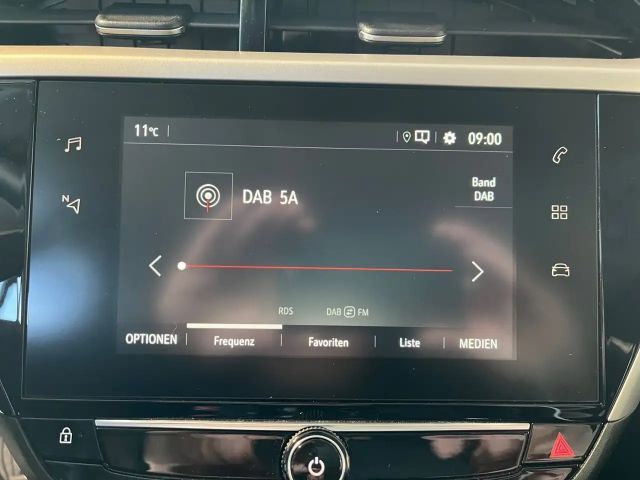 11°C
09:00
N
DAB 5A
Band
DAB
RDS
DAB FM
OPTIONEN
Frequenz
Favoriten
Liste
MEDIEN